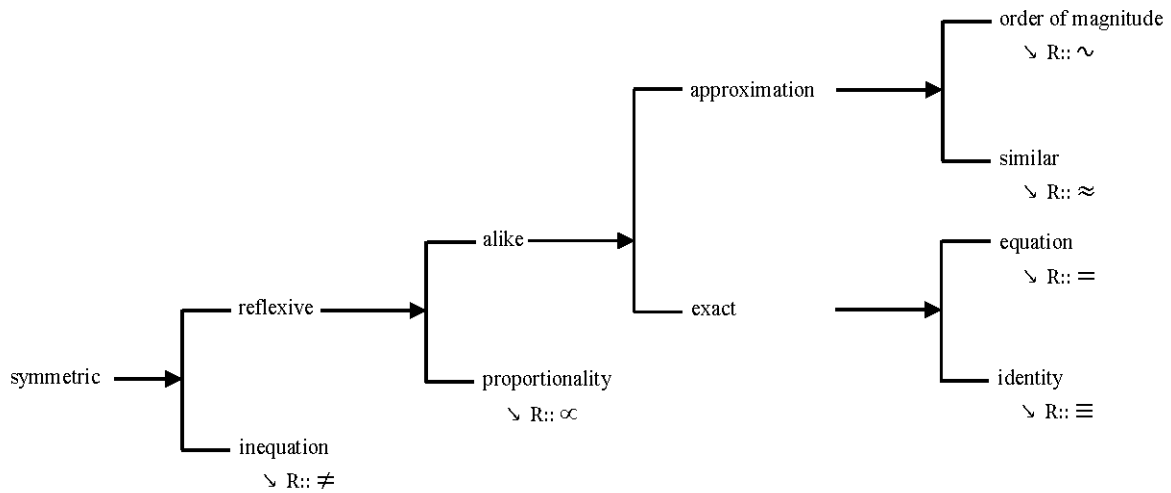 order of magnitude
↘ R:: ∿
approximation
similar
↘ R:: ≈
alike
equation
↘ R:: =
reflexive
exact
symmetric
proportionality
↘ R:: ∝
identity
↘ R:: ≡
inequation
↘ R:: ≠